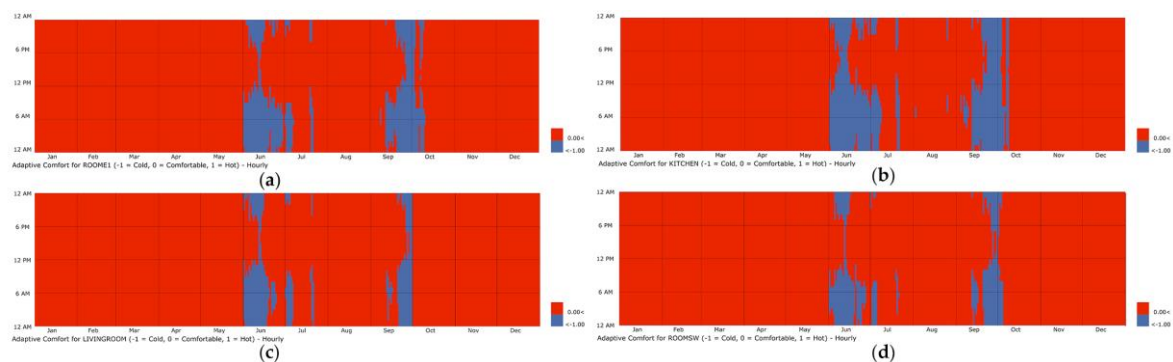 12 AM
6 PM
12 PM
6 AM
12 AM
Jan Feb Mar Apr May Jun Jul Aug Sep Oct Nov Dec
0.00<
<-1.00
Adaptive Comfort for ROOME1 (-1 = Cold, 0 = Comfortable, 1 = Hot) - Hourly
(a)
12 AM
6 PM
12 PM
6 AM
12 AM
Jan Feb Mar Apr May Jun Jul Aug Sep Oct Nov Dec
0.00<
<-1.00
Adaptive Comfort for KITCHEN (-1 = Cold, 0 = Comfortable, 1 = Hot) - Hourly
(b)
12 AM
6 PM
12 PM
6 AM
12 AM
Jan Feb Mar Apr May Jun Jul Aug Sep Oct Nov Dec
0.00<
<-1.00
Adaptive Comfort for LIVINGROOM (-1 = Cold, 0 = Comfortable, 1 = Hot) - Hourly
(c)
12 AM
6 PM
12 PM
6 AM
12 AM
Jan Feb Mar Apr May Jun Jul Aug Sep Oct Nov Dec
0.00<
<-1.00
Adaptive Comfort for ROOMSW (-1 = Cold, 0 = Comfortable, 1 = Hot) - Hourly
(d)